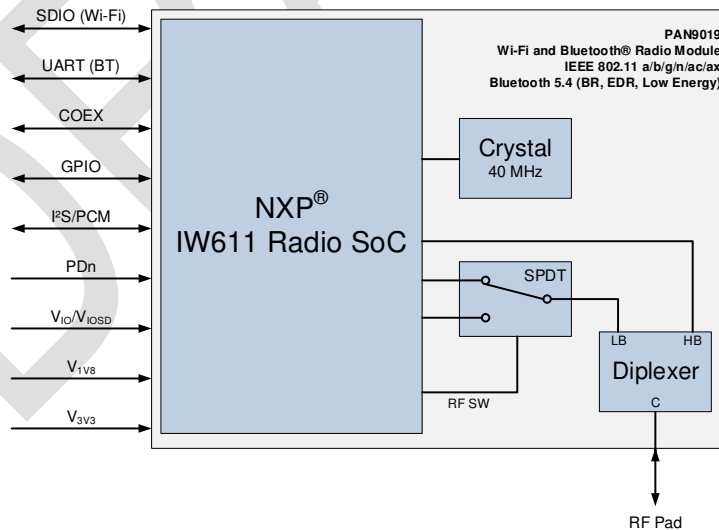 SDIO (Wi-Fi)
UART (BT)
COEX
GPIO
I²S/PCM
PDn
VIO/VIOSD
V1V8
V3V3
NXP®
IW611 Radio SoC
PAN9019
Wi-Fi and Bluetooth® Radio Module
IEEE 802.11 a/b/g/n/ac/ax
Bluetooth 5.4 (BR, EDR, Low Energy)
Crystal
40 MHz
SPDT
RF SW
LB
HB
Diplexer
C
RF Pad